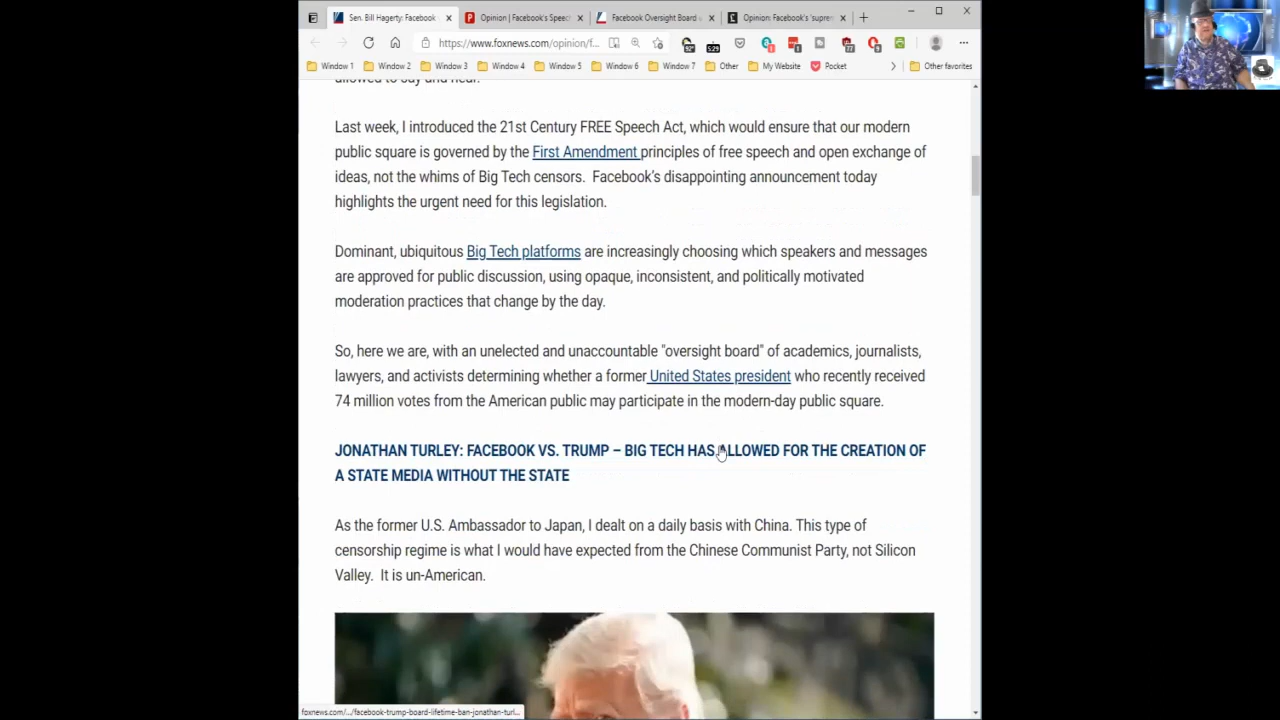 Sen. Bill Hagerty: Facebook
Opinion | Facebook's Speech
Facebook Oversight Board
Opinion: Facebook's 'supre
https://www.foxnews.com/opinion/f...
Window 1
Window 2
Window 3
Window 4
Window 5
Window 6
Window 7
Other
My Website
Pocket
Other favorites
allowed to say and hear.
Last week, I introduced the 21st Century FREE Speech Act, which would ensure that our modern
public square is governed by the First Amendment principles of free speech and open exchange of
ideas, not the whims of Big Tech censors. Facebook's disappointing announcement today
highlights the urgent need for this legislation.
Dominant, ubiquitous Big Tech platforms are increasingly choosing which speakers and messages
are approved for public discussion, using opaque, inconsistent, and politically motivated
moderation practices that change by the day.
So, here we are, with an unelected and unaccountable "oversight board" of academics, journalists,
lawyers, and activists determining whether a former United States president who recently received
74 million votes from the American public may participate in the modern-day public square.
JONATHAN TURLEY: FACEBOOK VS. TRUMP – BIG TECH HAS ALLOWED FOR THE CREATION OF
A STATE MEDIA WITHOUT THE STATE
As the former U.S. Ambassador to Japan, I dealt on a daily basis with China. This type of
censorship regime is what I would have expected from the Chinese Communist Party, not Silicon
Valley. It is un-American.
foxnews.com/.../facebook-trump-board-lifetime-ban-jonathan-turl...